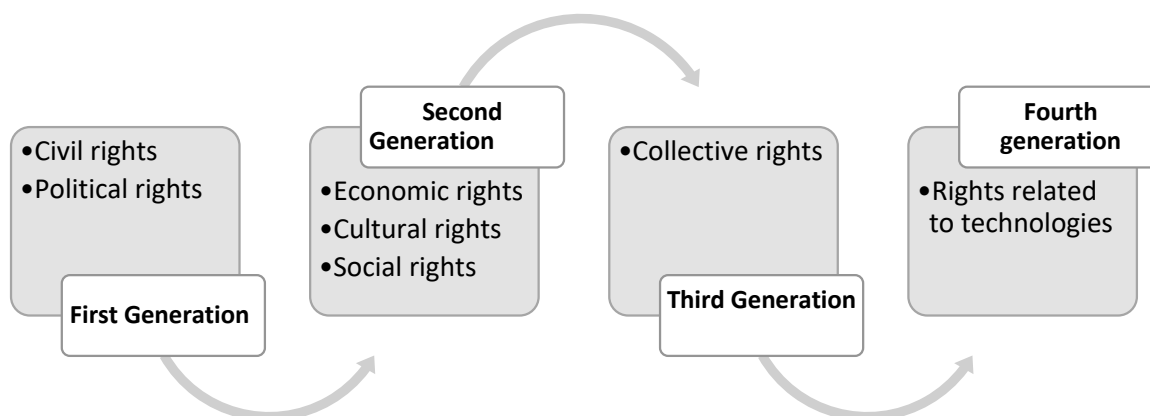 •Civil rights
•Political rights
First Generation
Second
Generation
•Economic rights
•Cultural rights
•Social rights
•Collective rights
Third Generation
Fourth
generation
•Rights related
to technologies